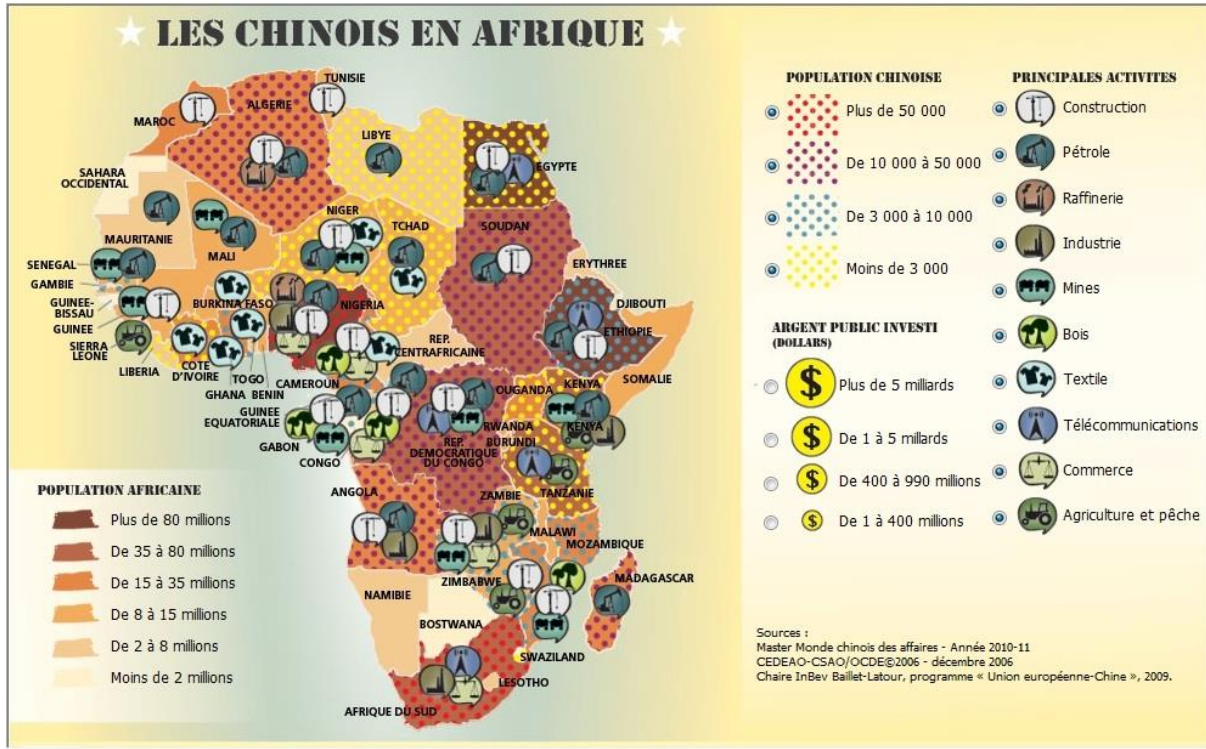 LES CHINOIS EN AFRIQUE
TUNISIE
MAROC
ALGERIE
LIBYE
EGYPTE
SAHARA
OCCIDENTAL
MAURITANIE
MALI
NIGER
TCHAD
SOUDAN
ERYTHREE
SENEGAL
GAMBIE
GUINEE-
BISSAU
GUINEE
SIERRA
LEONE
LIBERIA
BURKINA FASO
COTE
D'IVOIRE
GHANA
TOGO
BENIN
NIGERIA
CAMEROUN
REP.
CENTRAFRICAINE
DJIBOUTI
ETHIOPIE
SOMALIE
GUINEE
EQUATORIALE
GABON
CONGO
OUGANDA
KENYA
KENYA
RWANDA
BURUNDI
REP.
DEMOCRATIQUE
DU CONGO
TANZANIE
ANGOLA
ZAMBIE
MALAWI
MOZAMBIQUE
MADAGASCAR
ZIMBABWE
NAMIBIE
BOSTWANA
SWAZILAND
LESOTHO
AFRIQUE DU SUD
POPULATION AFRICAINE
Plus de 80 millions
De 35 à 80 millions
De 15 à 35 millions
De 8 à 15 millions
De 2 à 8 millions
Moins de 2 millions
POPULATION CHINOISE
Plus de 50 000
De 10 000 à 50 000
De 3 000 à 10 000
Moins de 3 000
ARGENT PUBLIC INVESTI
(DOLLARS)
$ Plus de 5 milliards
$ De 1 à 5 millards
$ De 400 à 990 millions
$ De 1 à 400 millions
PRINCIPALES ACTIVITES
Construction
Pétrole
Raffinerie
Industrie
Mines
Bois
Textile
Télécommunications
Commerce
Agriculture et pêche
Sources :
Master Monde chinois des affaires - Année 2010-11
CEDEAO-CSAO/OCDE©2006 - décembre 2006
Chaire InBev Baillet-Latour, programme « Union européenne-Chine », 2009.